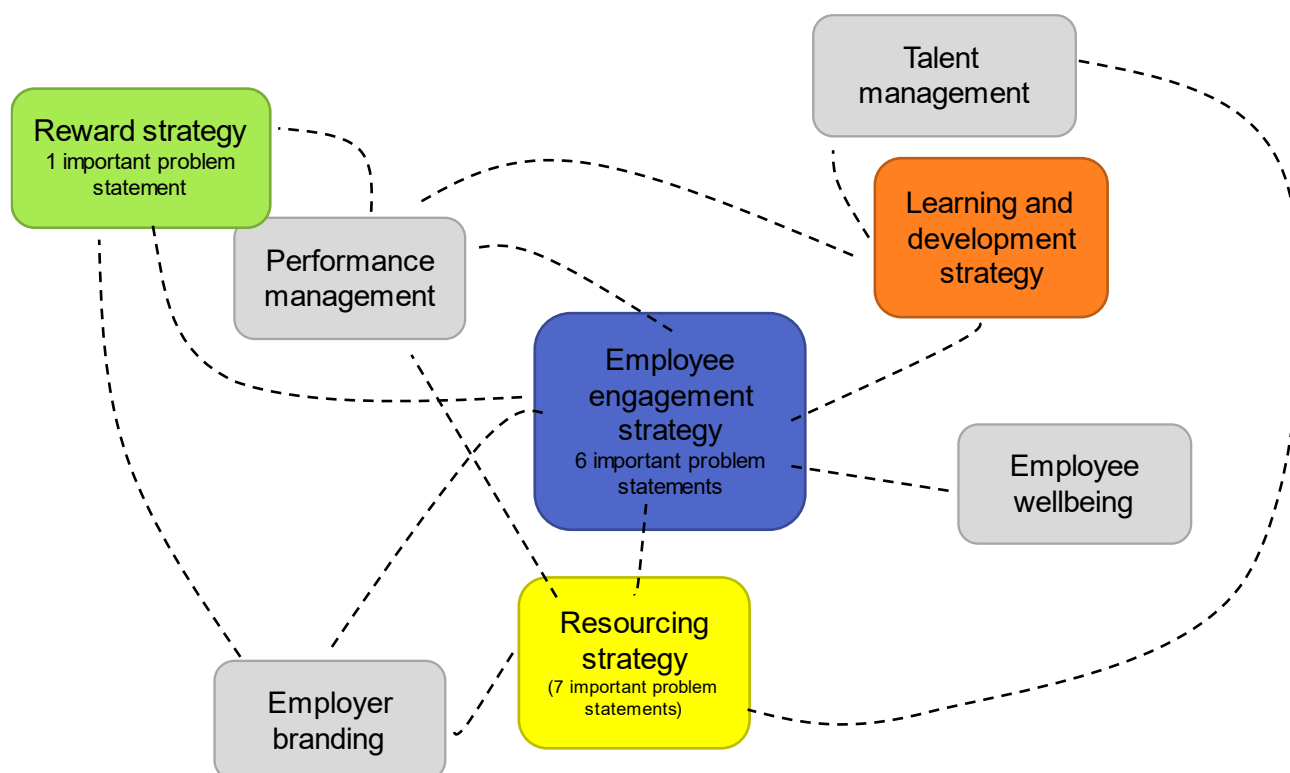 Talent
management
Reward strategy
1 important problem
statement
Learning and
development
strategy
Performance
management
Employee
engagement
strategy
6 important problem
statements
Employee
wellbeing
Resourcing
strategy
(7 important problem
statements)
Employer
branding